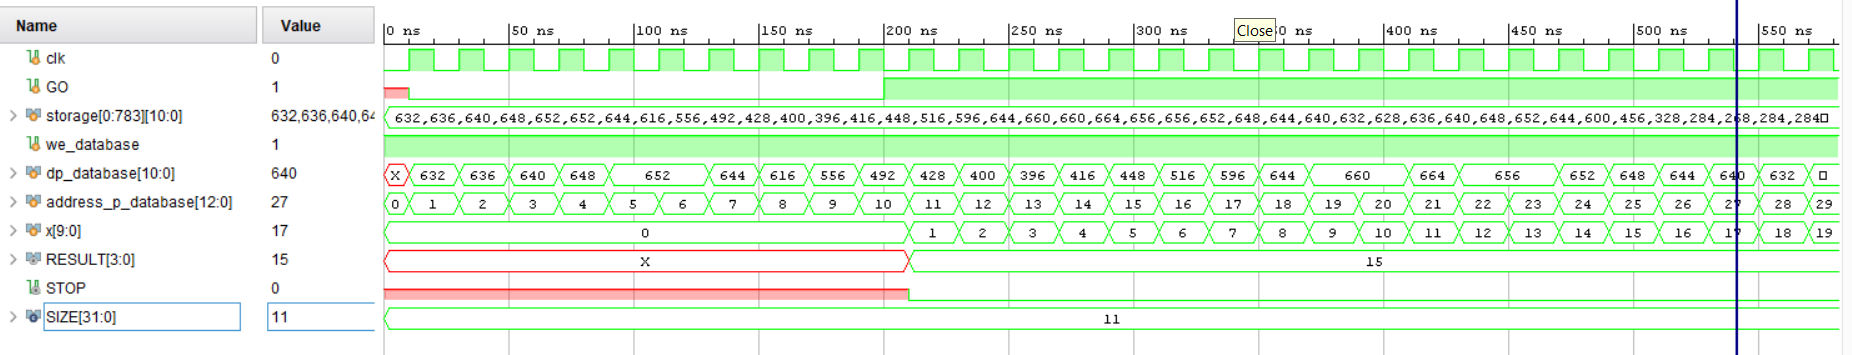 Name Value 0 ns 50 ns 100 ns 150 ns 200 ns 250 ns 300 ns Close 0 ns 400 ns 450 ns 500 ns 550 ns
clk 0
GO 1
storage[0:783][10:0] 632,636,640,64 632,636,640,648,652,652,644,616,556,492,428,400,396,416,448,516,596,644,660,660,664,656,656,652,648,644,640,632,628,636,640,648,652,644,600,456,328,284,268,284,284
we_database 1
dp_database[10:0] 640 X 632 636 640 648 652 644 616 556 492 428 400 396 416 448 516 596 644 660 664 656 652 648 644 640 632
address_p_database[12:0] 27 0 1 2 3 4 5 6 7 8 9 10 11 12 13 14 15 16 17 18 19 20 21 22 23 24 25 26 27 28 29
x[9:0] 17 0 1 2 3 4 5 6 7 8 9 10 11 12 13 14 15 16 17 18 19
RESULT[3:0] 15 X 15
STOP 0
SIZE[31:0] 11 11